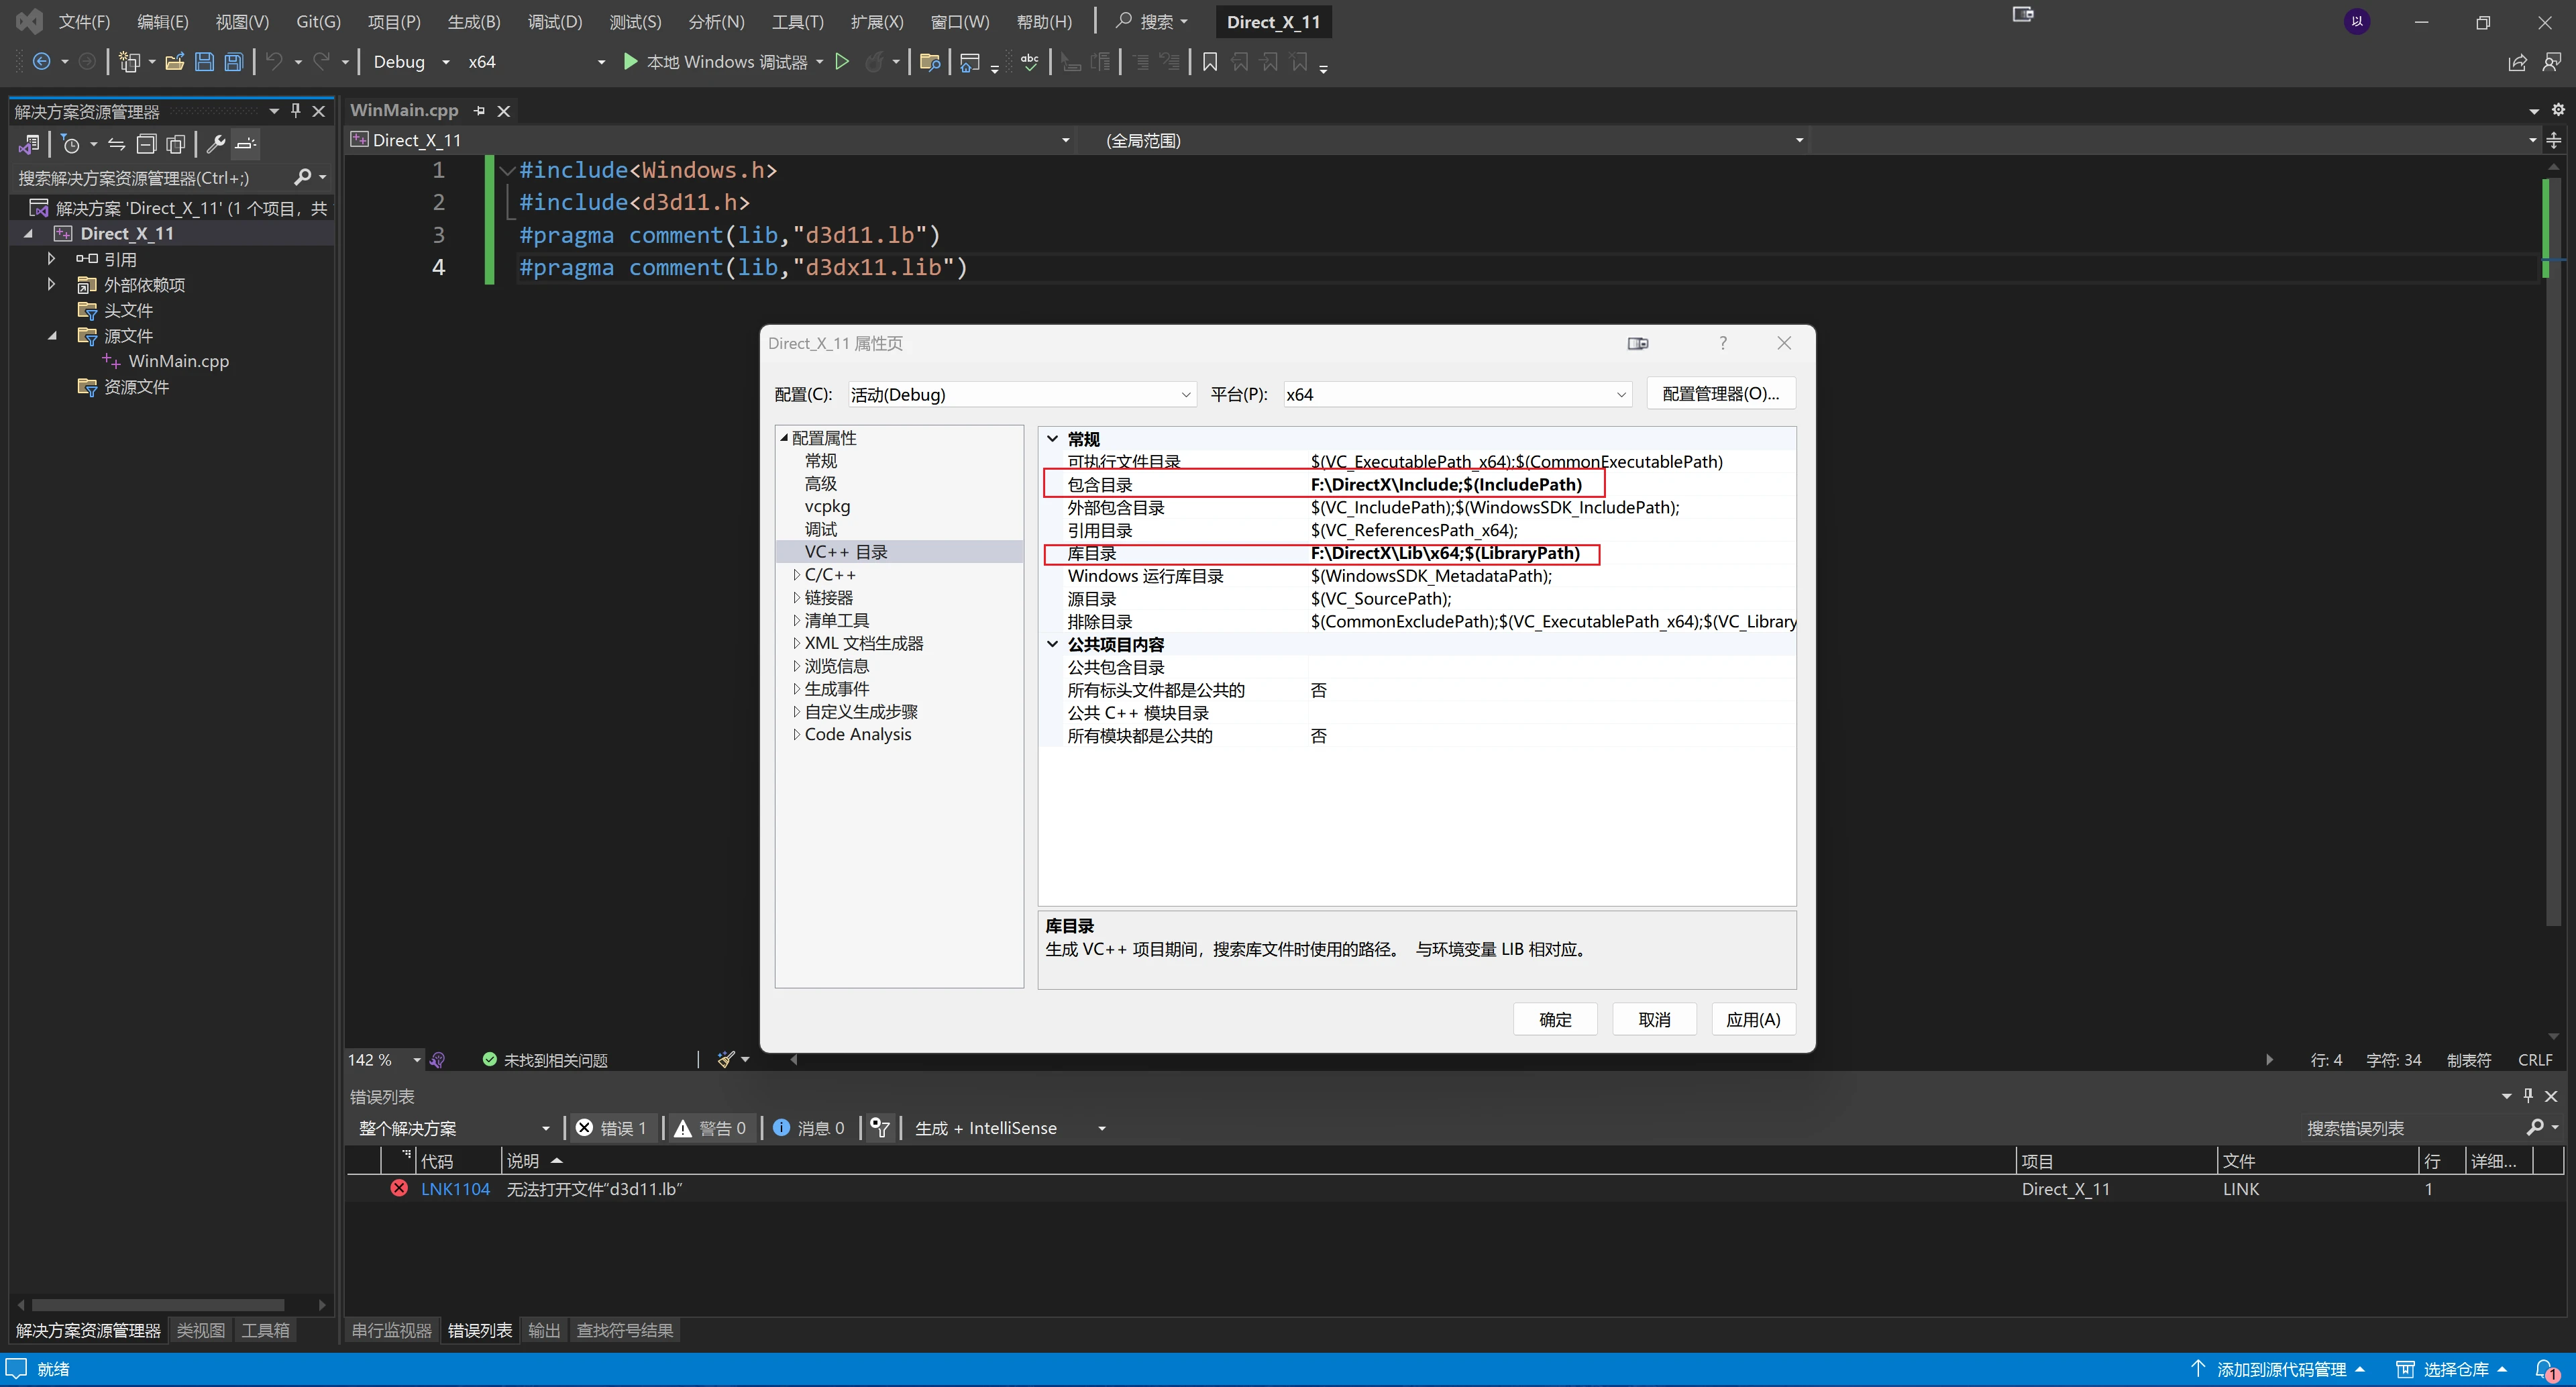 文件(F) 编辑(E) 视图(V) Git(G) 项目(P) 生成(B) 调试(D) 测试(S) 分析(N) 工具(T) 扩展(X) 窗口(W) 帮助(H) 搜索 Direct_X_11 以
Debug x64 本地 Windows 调试器 abc
解决方案资源管理器
搜索解决方案资源管理器(Ctrl+;)
解决方案 'Direct_X_11' (1 个项目，共
Direct_X_11
引用
外部依赖项
头文件
源文件
WinMain.cpp
资源文件
WinMain.cpp
Direct_X_11 (全局范围)
1 #include<Windows.h>
2 #include<d3d11.h>
3 #pragma comment(lib,"d3d11.lb")
4 #pragma comment(lib,"d3dx11.lib")
Direct_X_11 属性页 ?
配置(C): 活动(Debug) 平台(P): x64 配置管理器(O)...
配置属性
常规
高级
vcpkg
调试
VC++ 目录
C/C++
链接器
清单工具
XML 文档生成器
浏览信息
生成事件
自定义生成步骤
Code Analysis
常规
可执行文件目录 $(VC_ExecutablePath_x64);$(CommonExecutablePath)
包含目录 F:\DirectX\Include;$(IncludePath)
外部包含目录 $(VC_IncludePath);$(WindowsSDK_IncludePath);
引用目录 $(VC_ReferencesPath_x64);
库目录 F:\DirectX\Lib\x64;$(LibraryPath)
Windows 运行库目录 $(WindowsSDK_MetadataPath);
源目录 $(VC_SourcePath);
排除目录 $(CommonExcludePath);$(VC_ExecutablePath_x64);$(VC_Library
公共项目内容
公共包含目录
所有标头文件都是公共的 否
公共 C++ 模块目录
所有模块都是公共的 否
库目录
生成 VC++ 项目期间，搜索库文件时使用的路径。 与环境变量 LIB 相对应。
确定 取消 应用(A)
142 % 未找到相关问题 行: 4 字符: 34 制表符 CRLF
错误列表
整个解决方案 错误 1 警告 0 消息 0 生成 + IntelliSense 搜索错误列表
代码 说明 项目 文件 行 详细...
LNK1104 无法打开文件“d3d11.lb” Direct_X_11 LINK 1
解决方案资源管理器 类视图 工具箱 串行监视器 错误列表 输出 查找符号结果
就绪 添加到源代码管理 选择仓库 1